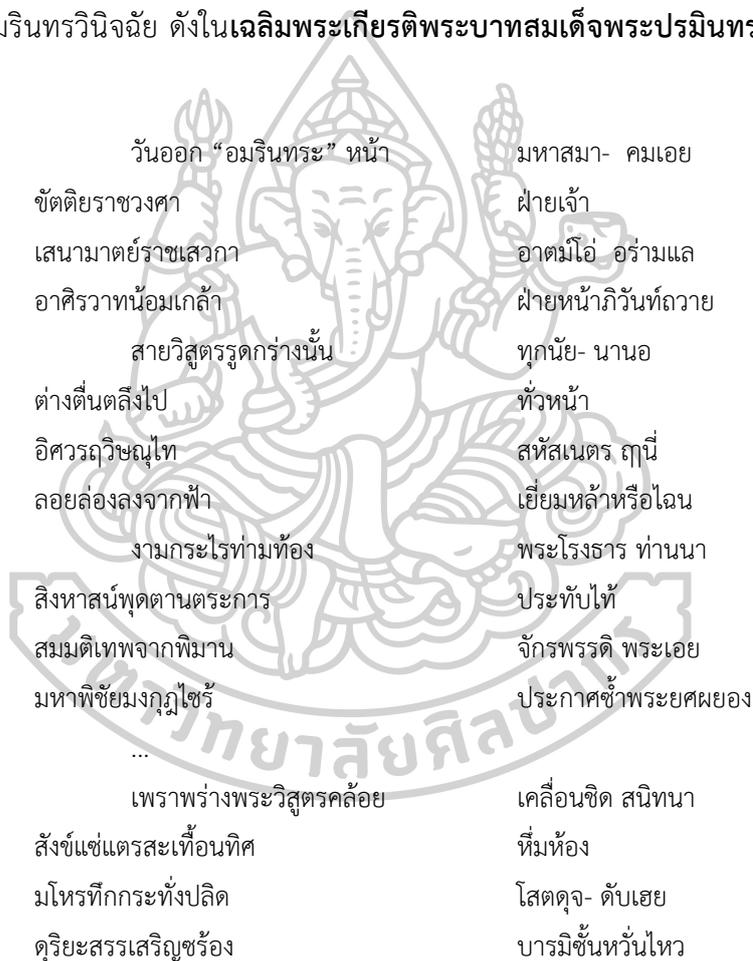 มรินทรวินิจฉัย ดังในเฉลิมพระเกียรติพระบาทสมเด็จพระปรมินทร
วันออก “อมรินทระ” หน้า มหาสมา- คมเอย
ขัตติยราชวงศา ฝ่ายเจ้า
เสนามาตย์ราชเสวกา อาตม์โอ่ อร่ามแล
อาศิรวาทน้อมเกล้า ฝ่ายหน้าภิวันท์ถวาย
สายวิสูตรรูดกร่างนั้น ทุกนัย- นานอ
ต่างตื่นตลึงไป ทั่วหน้า
อิศวรฤวิษณุไท สหัสเนตร ฤๅนี่
ลอยล่องลงจากฟ้า เยี่ยมหล้าหรือไฉน
งามกระไรท่ามท้อง พระโรงธาร ท่านนา
สิงหาสน์พุดตานตระการ ประทับไท้
สมมติเทพจากพิมาน จักรพรรดิ พระเอย
มหาพิชัยมงกุฎไซร้ ประกาศซ้ำพระยศผยอง
...
เพราพร่างพระวิสูตรคล้อย เคลื่อนชิด สนิทนา
สังข์แซ่แตรสะเทื้อนทิศ หึ่มห้อง
มโหรทึกกระทั่งปลิด โสตดุจ- ดับเฮย
ดุริยะสรรเสริญซร้อง บารมิซั้นหวั่นไหว
มหาวิทยาลัยศิลปากร